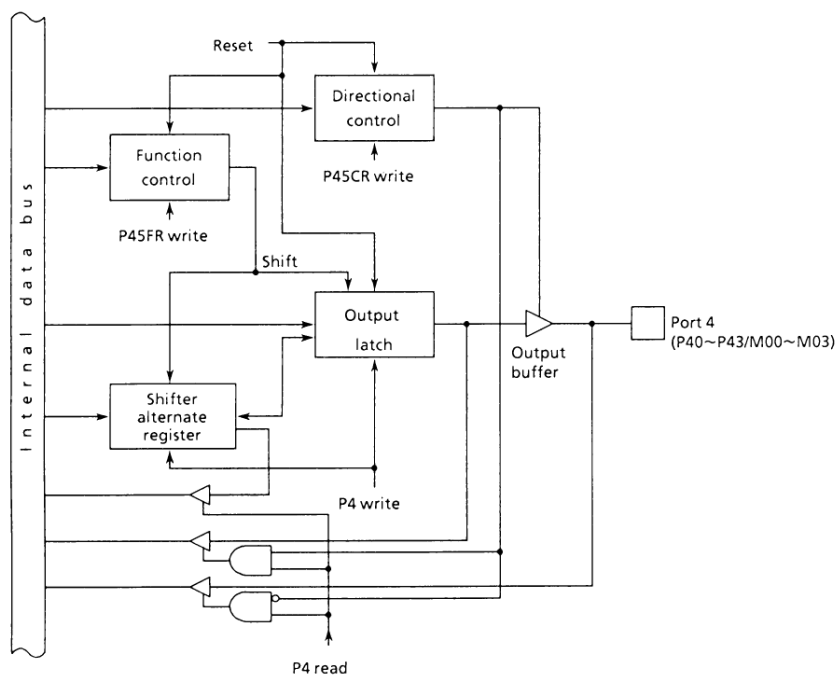 Reset
Directional
control
Function
control
P45CR write
P45FR write
Internal data bus
Shift
Output
latch
Port 4
(P40～P43/M00～M03)
Output
buffer
Shifter
alternate
register
P4 write
P4 read